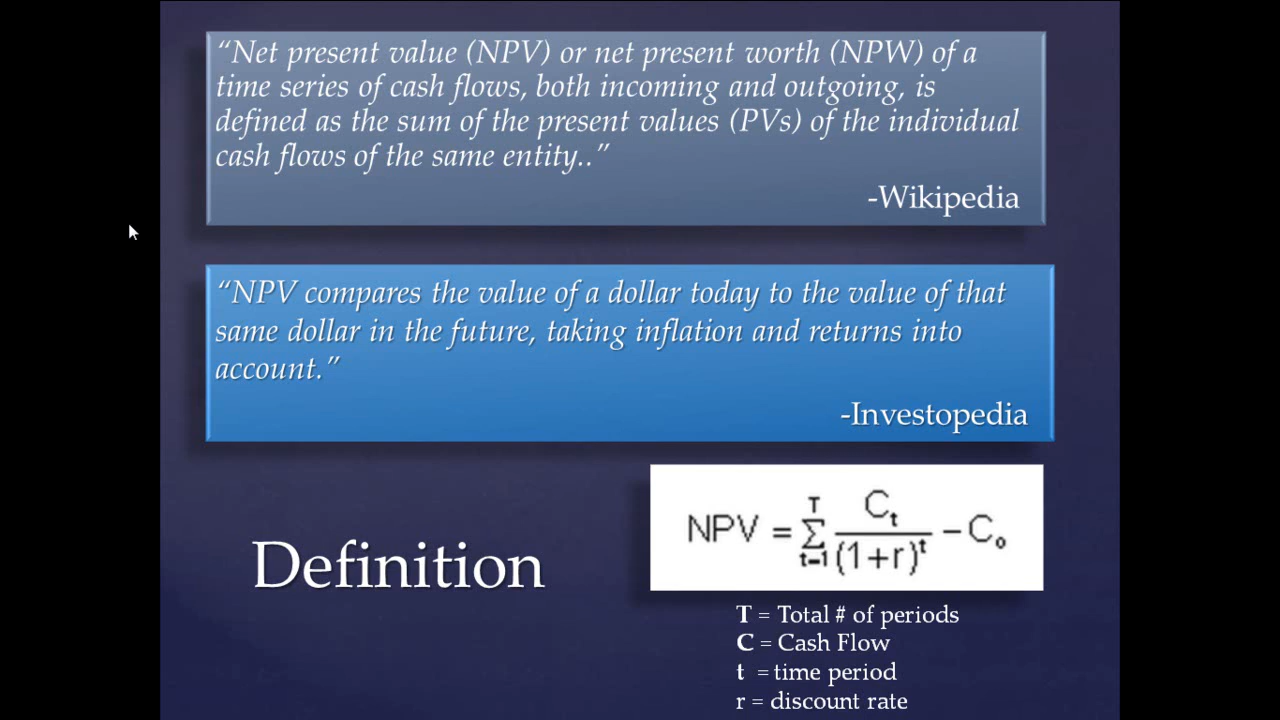 “Net present value (NPV) or net present worth (NPW) of a
time series of cash flows, both incoming and outgoing, is
defined as the sum of the present values (PVs) of the individual
cash flows of the same entity..”
-Wikipedia
“NPV compares the value of a dollar today to the value of that
same dollar in the future, taking inflation and returns into
account.”
-Investopedia
Definition
NPV = T Σ t=1 Ct (1+r)t – Co
T = Total # of periods
C = Cash Flow
t = time period
r = discount rate